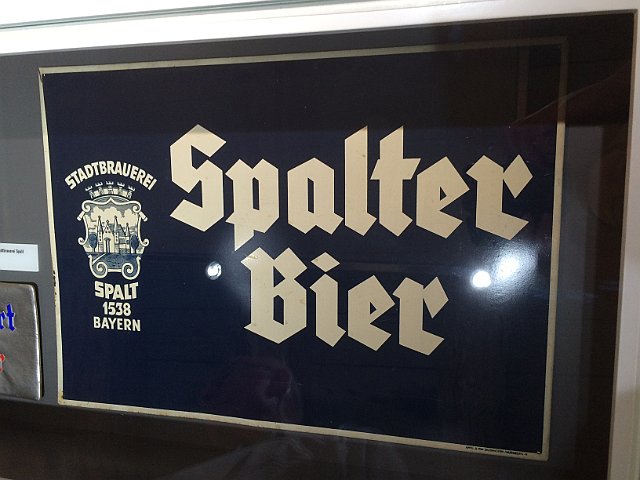 STADTBRAUEREI
SPALT
1538
BAYERN
Spalter
Bier